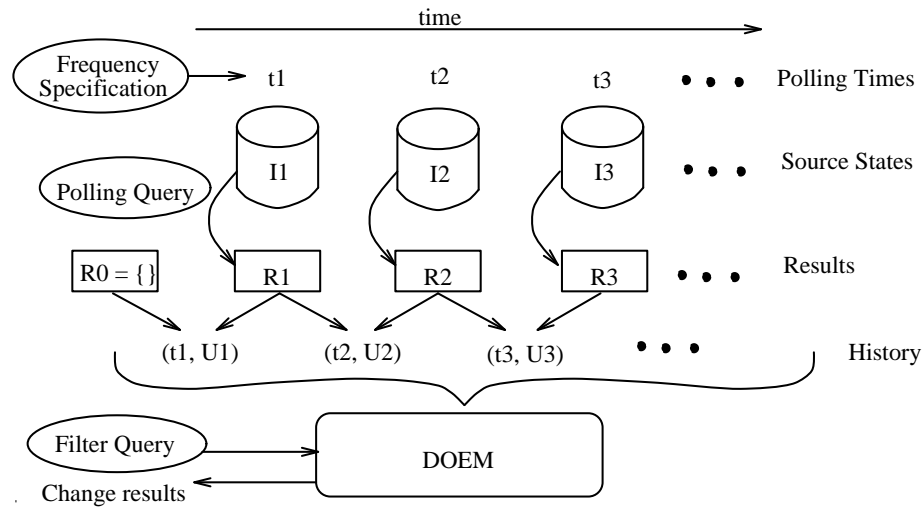 time
Frequency
Specification
t1 t2 t3 Polling Times
I1 I2 I3 Source States
Polling Query
R0 = {} R1 R2 R3 Results
(t1, U1) (t2, U2) (t3, U3) History
Filter Query
DOEM
Change results